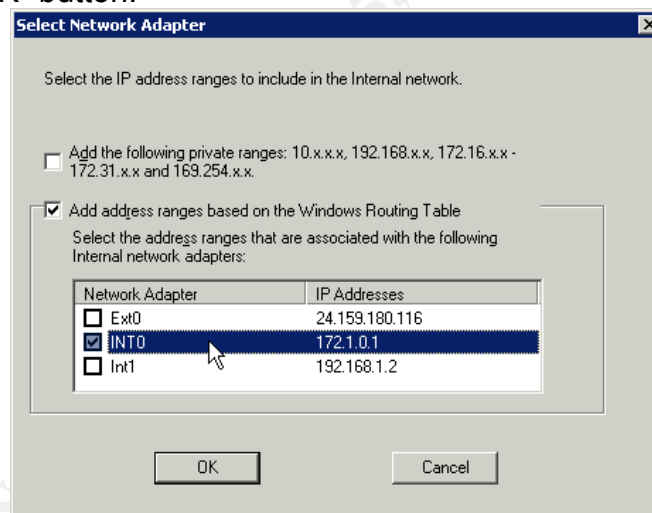 Select Network Adapter
Select the IP address ranges to include in the Internal network.
Add the following private ranges: 10.x.x.x, 192.168.x.x, 172.16.x.x -
172.31.x.x and 169.254.x.x.
Add address ranges based on the Windows Routing Table
Select the address ranges that are associated with the following
Internal network adapters:
Network Adapter IP Addresses
Ext0 24.159.180.116
INT0 172.1.0.1
Int1 192.168.1.2
OK Cancel